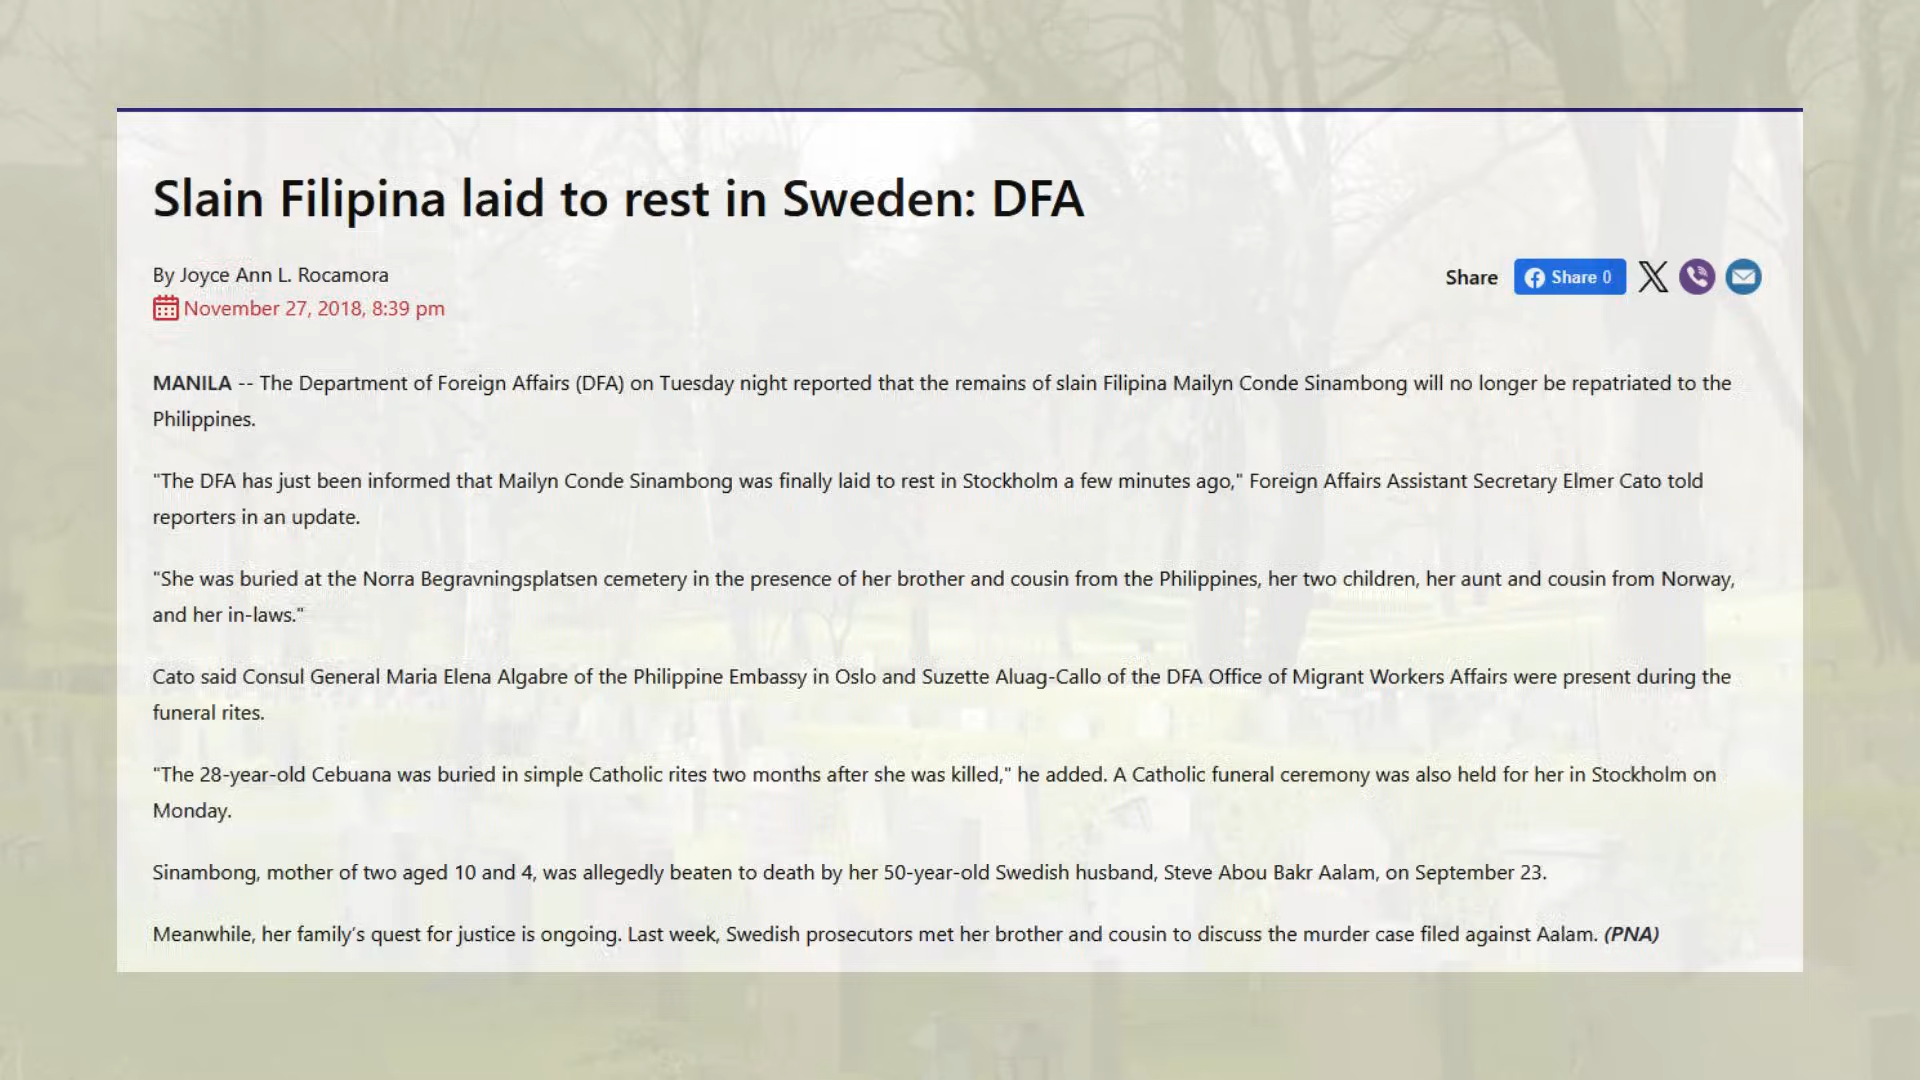 Slain Filipina laid to rest in Sweden: DFA
By Joyce Ann L. Rocamora
November 27, 2018, 8:39 pm
Share
Share 0
MANILA -- The Department of Foreign Affairs (DFA) on Tuesday night reported that the remains of slain Filipina Mailyn Conde Sinambong will no longer be repatriated to the
Philippines.
"The DFA has just been informed that Mailyn Conde Sinambong was finally laid to rest in Stockholm a few minutes ago," Foreign Affairs Assistant Secretary Elmer Cato told
reporters in an update.
"She was buried at the Norra Begravningsplatsen cemetery in the presence of her brother and cousin from the Philippines, her two children, her aunt and cousin from Norway,
and her in-laws."
Cato said Consul General Maria Elena Algabre of the Philippine Embassy in Oslo and Suzette Aluag-Callo of the DFA Office of Migrant Workers Affairs were present during the
funeral rites.
"The 28-year-old Cebuana was buried in simple Catholic rites two months after she was killed," he added. A Catholic funeral ceremony was also held for her in Stockholm on
Monday.
Sinambong, mother of two aged 10 and 4, was allegedly beaten to death by her 50-year-old Swedish husband, Steve Abou Bakr Aalam, on September 23.
Meanwhile, her family's quest for justice is ongoing. Last week, Swedish prosecutors met her brother and cousin to discuss the murder case filed against Aalam. (PNA)